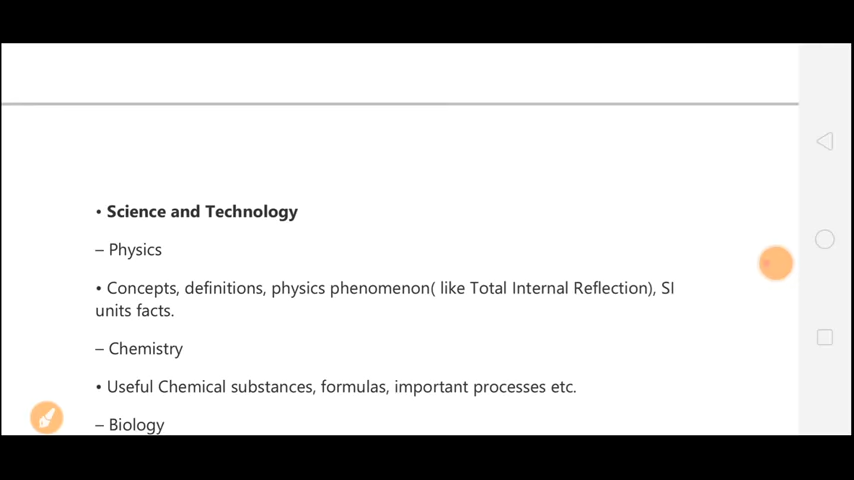 • Science and Technology
– Physics
• Concepts, definitions, physics phenomenon( like Total Internal Reflection), SI
units facts.
– Chemistry
• Useful Chemical substances, formulas, important processes etc.
– Biology